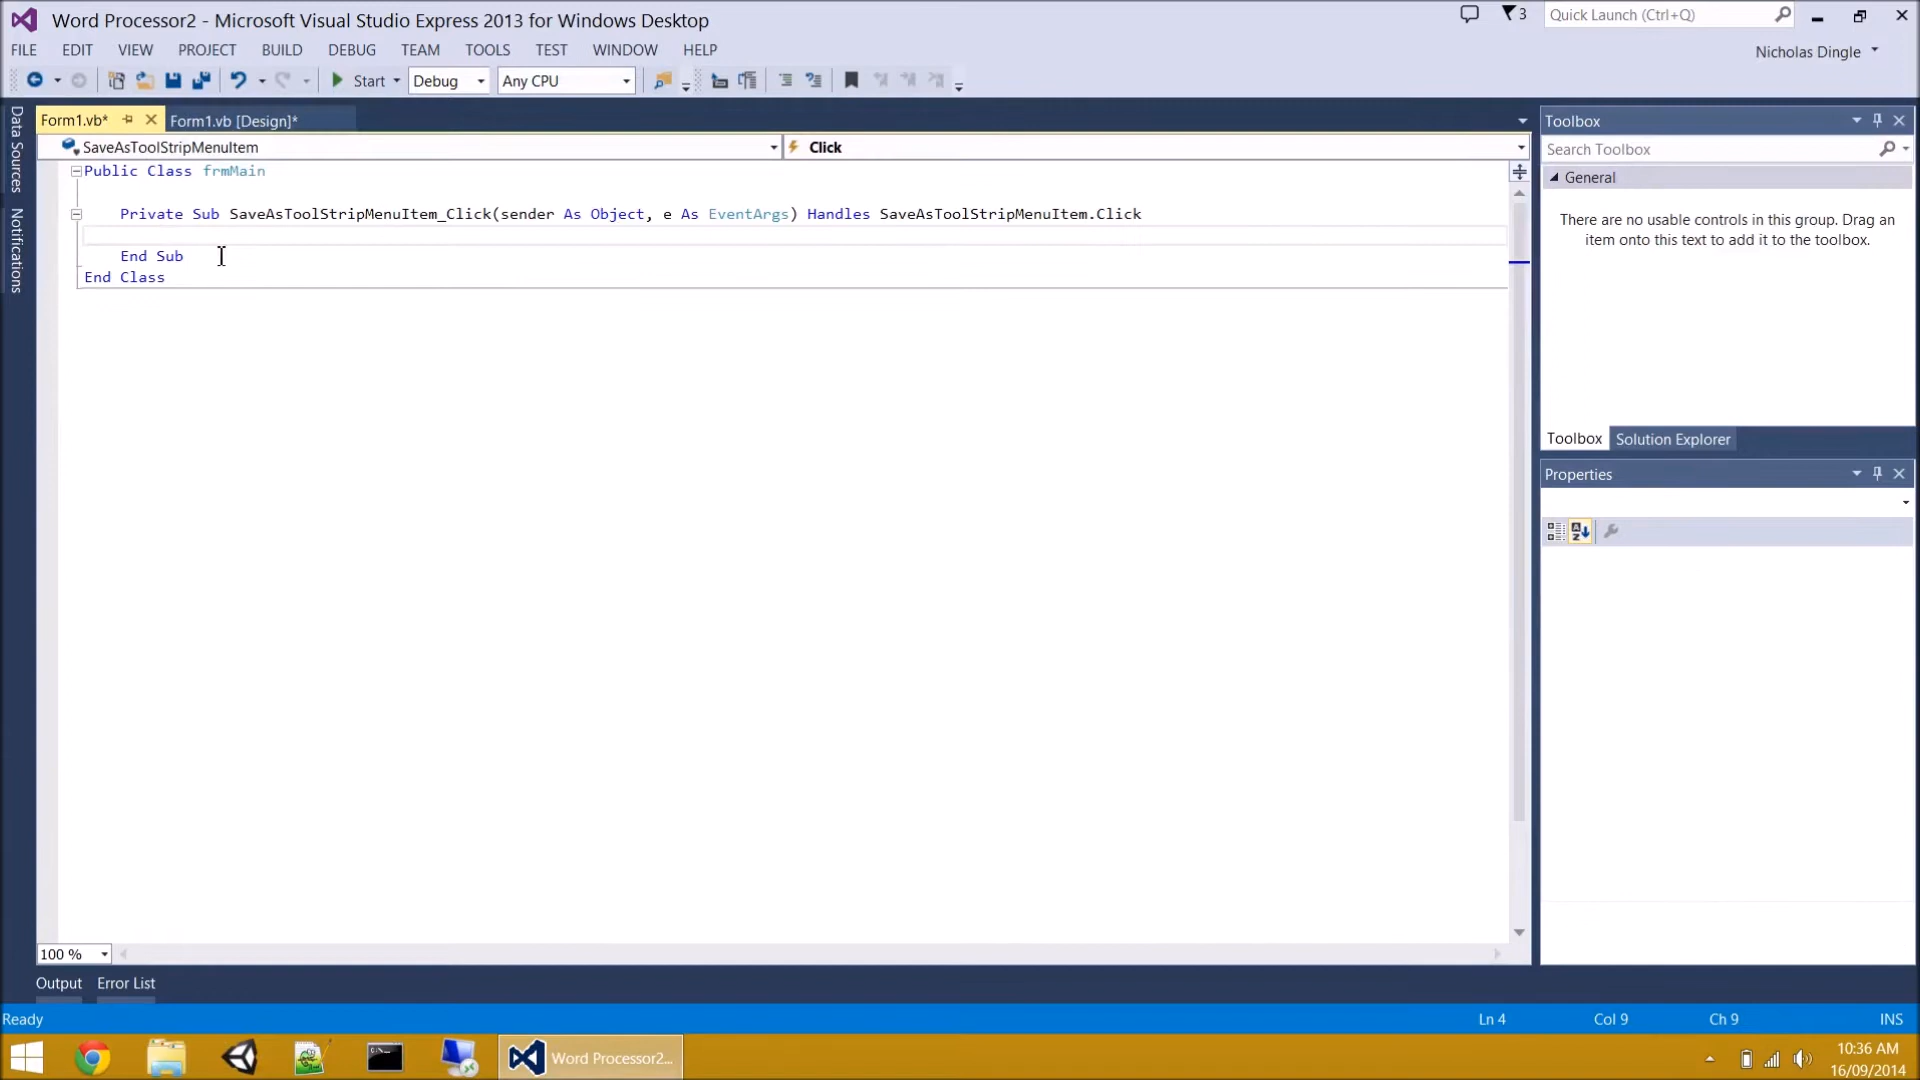 Word Processor2 - Microsoft Visual Studio Express 2013 for Windows Desktop
3
Quick Launch (Ctrl+Q)
FILE EDIT VIEW PROJECT BUILD DEBUG TEAM TOOLS TEST WINDOW HELP
Nicholas Dingle
Start Debug Any CPU
Data Sources
Notifications
Form1.vb* Form1.vb [Design]*
SaveAsToolStripMenuItem Click
Public Class frmMain
Private Sub SaveAsToolStripMenuItem_Click(sender As Object, e As EventArgs) Handles SaveAsToolStripMenuItem.Click
End Sub
End Class
Toolbox
Search Toolbox
General
There are no usable controls in this group. Drag an
item onto this text to add it to the toolbox.
Toolbox Solution Explorer
Properties
100 %
Output Error List
Ready Ln 4 Col 9 Ch 9 INS
Word Processor2...
10:36 AM
16/09/2014